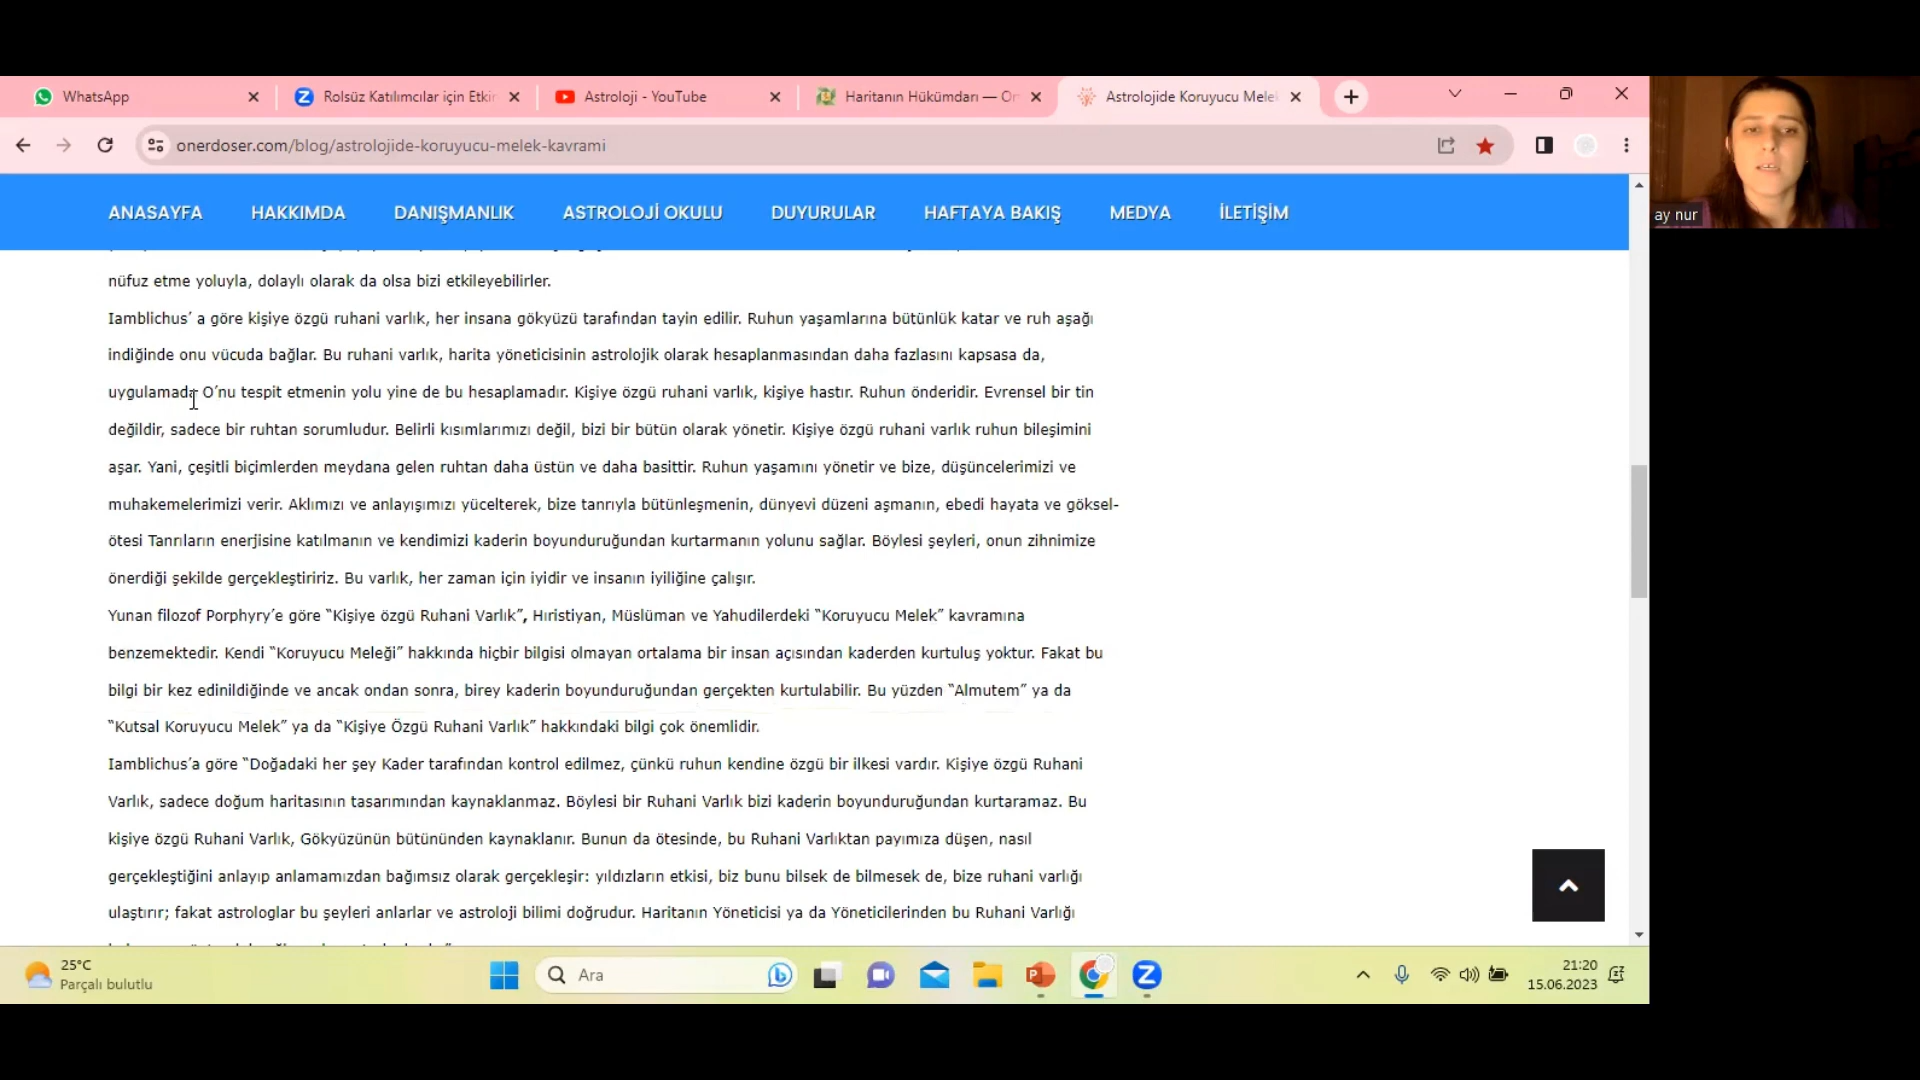 WhatsApp
Rolsüz Katılımcılar için Etkin
Astroloji - YouTube
Haritanın Hükümdarı — On
Astrolojide Koruyucu Melek
onerdoser.com/blog/astrolojide-koruyucu-melek-kavrami
ANASAYFA HAKKIMDA DANIŞMANLIK ASTROLOJİ OKULU DUYURULAR HAFTAYA BAKIŞ MEDYA İLETİŞİM
ay nur
nüfuz etme yoluyla, dolaylı olarak da olsa bizi etkileyebilirler.
Iamblichus’ a göre kişiye özgü ruhani varlık, her insana gökyüzü tarafından tayin edilir. Ruhun yaşamlarına bütünlük katar ve ruh aşağı
indiğinde onu vücuda bağlar. Bu ruhani varlık, harita yöneticisinin astrolojik olarak hesaplanmasından daha fazlasını kapsasa da,
uygulamada O’nu tespit etmenin yolu yine de bu hesaplamadır. Kişiye özgü ruhani varlık, kişiye hastır. Ruhun önderidir. Evrensel bir tin
değildir, sadece bir ruhtan sorumludur. Belirli kısımlarımızı değil, bizi bir bütün olarak yönetir. Kişiye özgü ruhani varlık ruhun bileşimini
aşar. Yani, çeşitli biçimlerden meydana gelen ruhtan daha üstün ve daha basittir. Ruhun yaşamını yönetir ve bize, düşüncelerimizi ve
muhakemelerimizi verir. Aklımızı ve anlayışımızı yücelterek, bize tanrıyla bütünleşmenin, dünyevi düzeni aşmanın, ebedi hayata ve göksel-
ötesi Tanrıların enerjisine katılmanın ve kendimizi kaderin boyunduruğundan kurtarmanın yolunu sağlar. Böylesi şeyleri, onun zihnimize
önerdiği şekilde gerçekleştiririz. Bu varlık, her zaman için iyidir ve insanın iyiliğine çalışır.
Yunan filozof Porphyry’e göre “Kişiye özgü Ruhani Varlık”, Hıristiyan, Müslüman ve Yahudilerdeki “Koruyucu Melek” kavramına
benzemektedir. Kendi “Koruyucu Meleği” hakkında hiçbir bilgisi olmayan ortalama bir insan açısından kaderden kurtuluş yoktur. Fakat bu
bilgi bir kez edinildiğinde ve ancak ondan sonra, birey kaderin boyunduruğundan gerçekten kurtulabilir. Bu yüzden “Almutem” ya da
“Kutsal Koruyucu Melek” ya da “Kişiye Özgü Ruhani Varlık” hakkındaki bilgi çok önemlidir.
Iamblichus’a göre “Doğadaki her şey Kader tarafından kontrol edilmez, çünkü ruhun kendine özgü bir ilkesi vardır. Kişiye özgü Ruhani
Varlık, sadece doğum haritasının tasarımından kaynaklanmaz. Böylesi bir Ruhani Varlık bizi kaderin boyunduruğundan kurtaramaz. Bu
kişiye özgü Ruhani Varlık, Gökyüzünün bütününden kaynaklanır. Bunun da ötesinde, bu Ruhani Varlıktan payımıza düşen, nasıl
gerçekleştiğini anlayıp anlamamızdan bağımsız olarak gerçekleşir: yıldızların etkisi, biz bunu bilsek de bilmesek de, bize ruhani varlığı
ulaştırır; fakat astrologlar bu şeyleri anlarlar ve astroloji bilimi doğrudur. Haritanın Yöneticisi ya da Yöneticilerinden bu Ruhani Varlığı
25°C
Parçalı bulutlu
Ara
21:20
15.06.2023